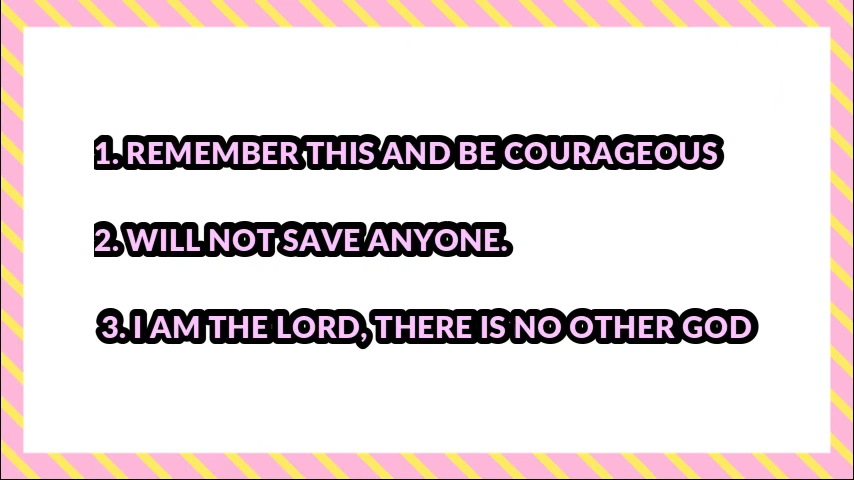 1. REMEMBER THIS AND BE COURAGEOUS
2. WILL NOT SAVE ANYONE.
3. I AM THE LORD, THERE IS NO OTHER GOD